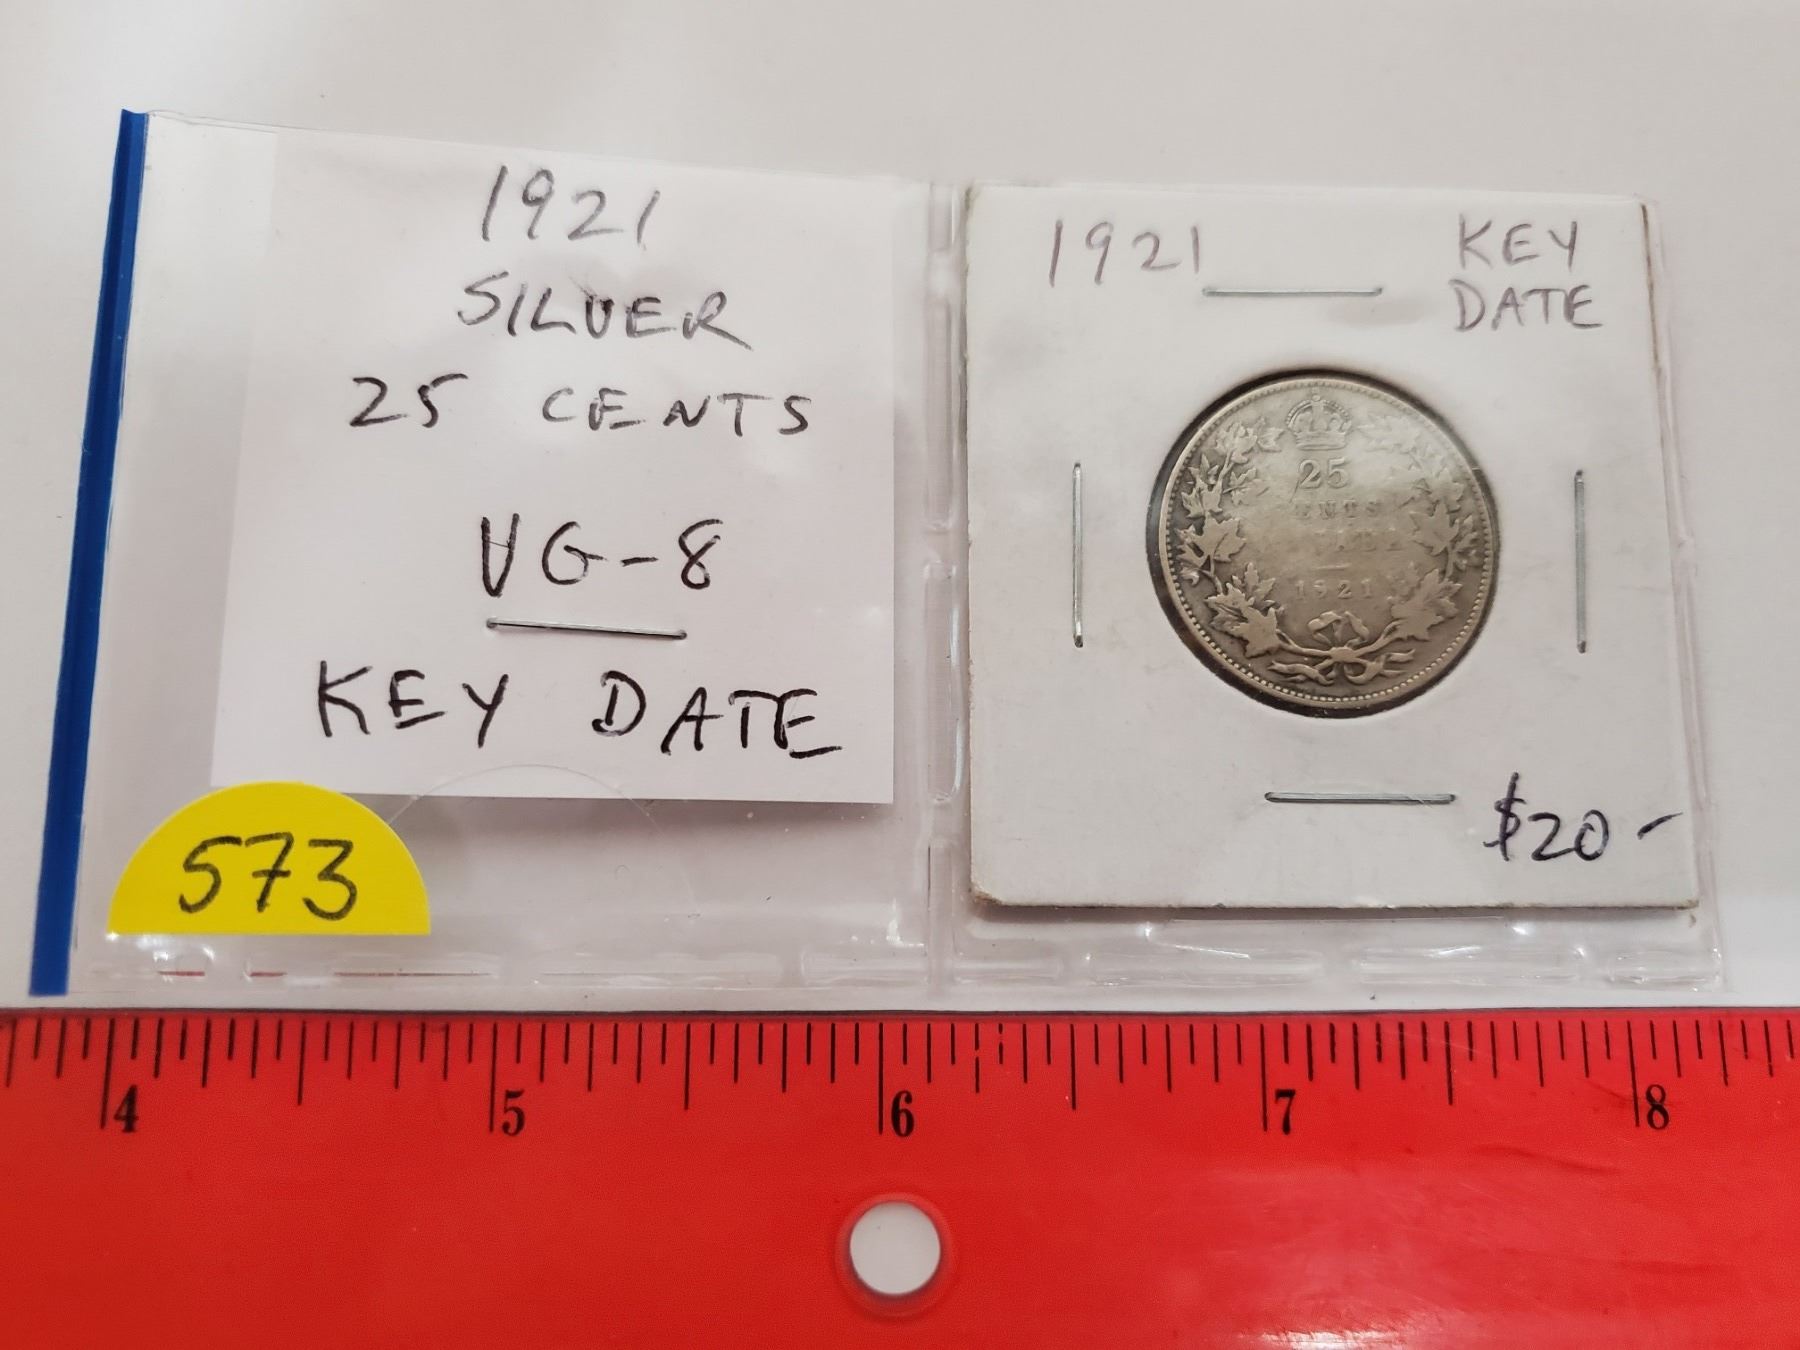 1921
SILVER
25 CENTS
VG-8
KEY DATE
573
1921
KEY
DATE
25
1921
$20-
4 5 6 7 8